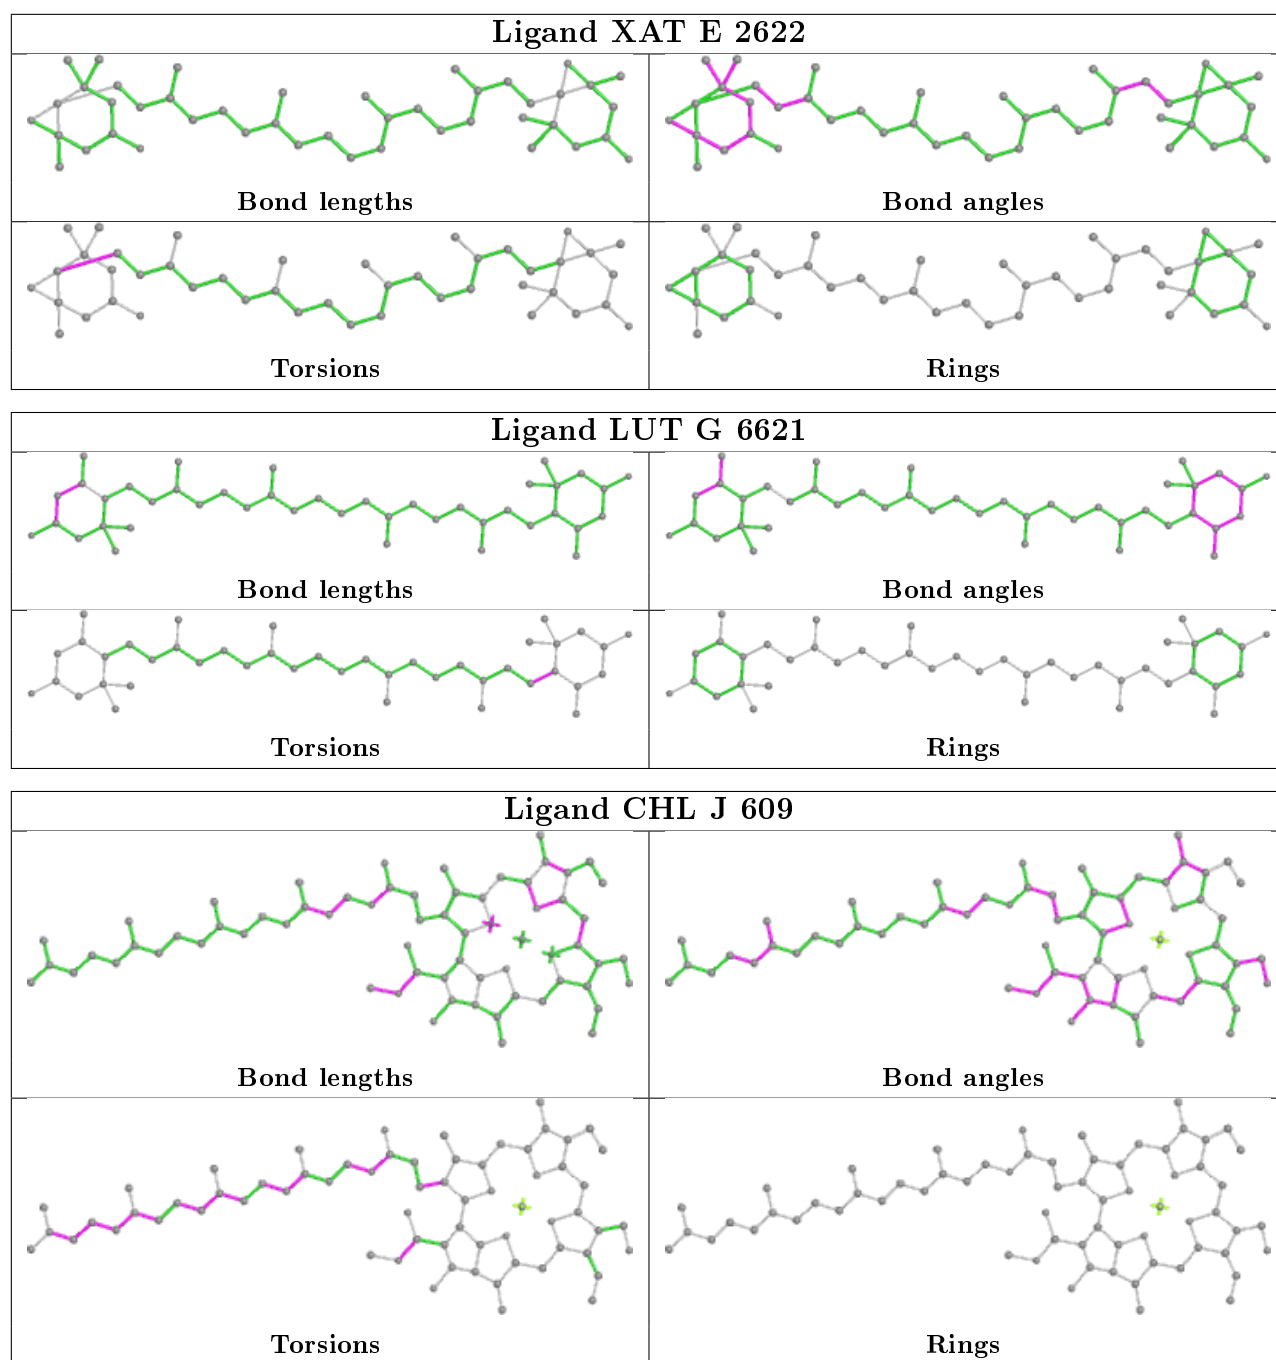 Ligand XAT E 2622
Bond lengths
Bond angles
Torsions
Rings
Ligand LUT G 6621
Bond lengths
Bond angles
Torsions
Rings
Ligand CHL J 609
Bond lengths
Bond angles
Torsions
Rings